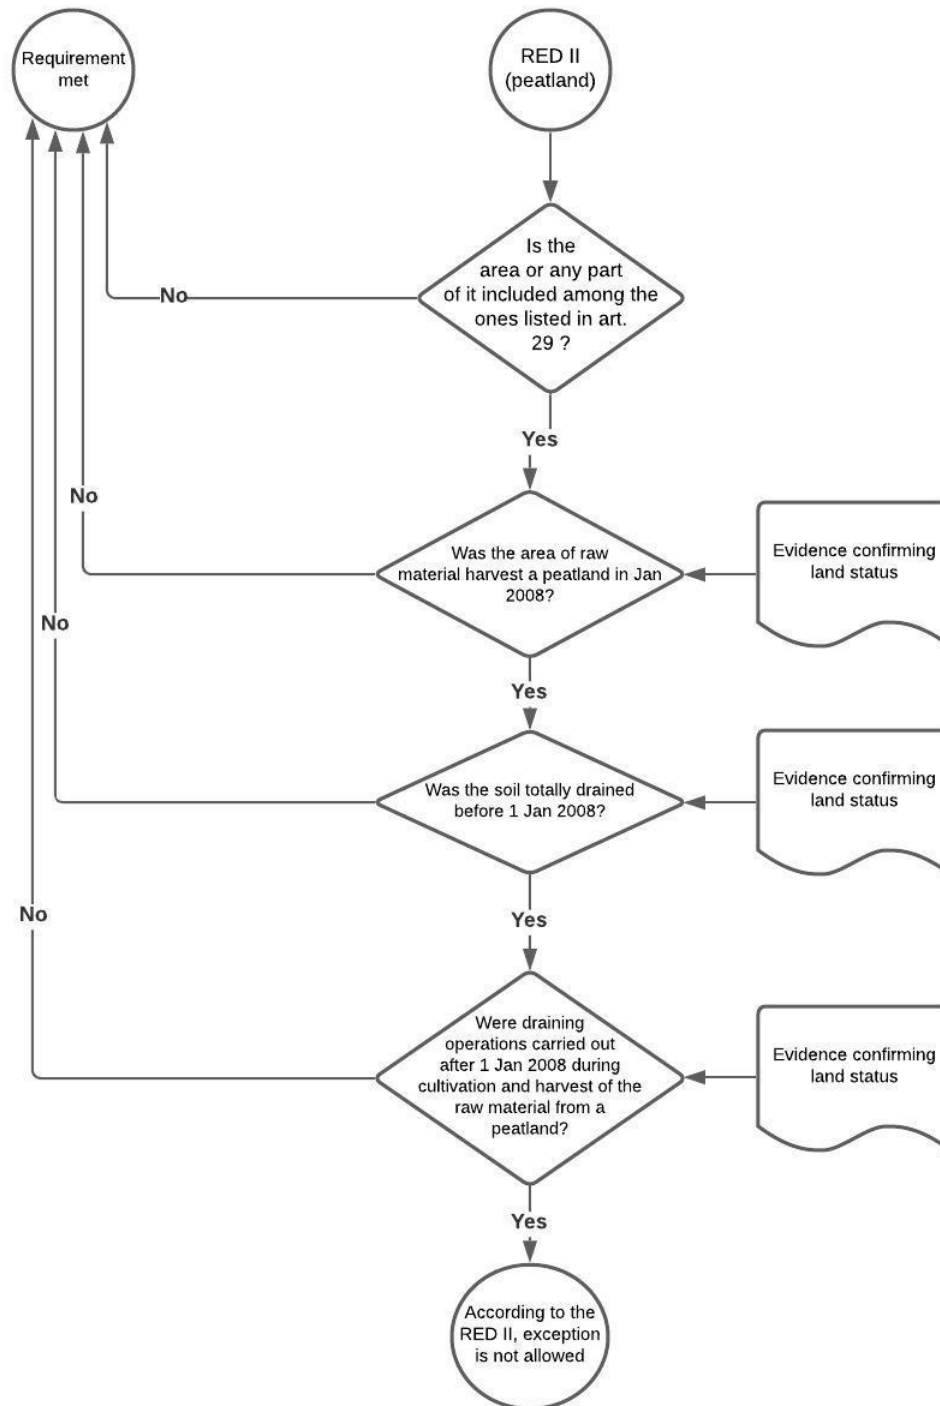 Requirement
met
RED II
(peatland)
Is the
area or any part
of it included among the
ones listed in art.
29 ?
No
Yes
No
Was the area of raw
material harvest a peatland in Jan
2008?
Evidence confirming
land status
No
Yes
Was the soil totally drained
before 1 Jan 2008?
Evidence confirming
land status
No
Yes
Were draining
operations carried out
after 1 Jan 2008 during
cultivation and harvest of the
raw material from a
peatland?
Evidence confirming
land status
Yes
According to the
RED II, exception
is not allowed